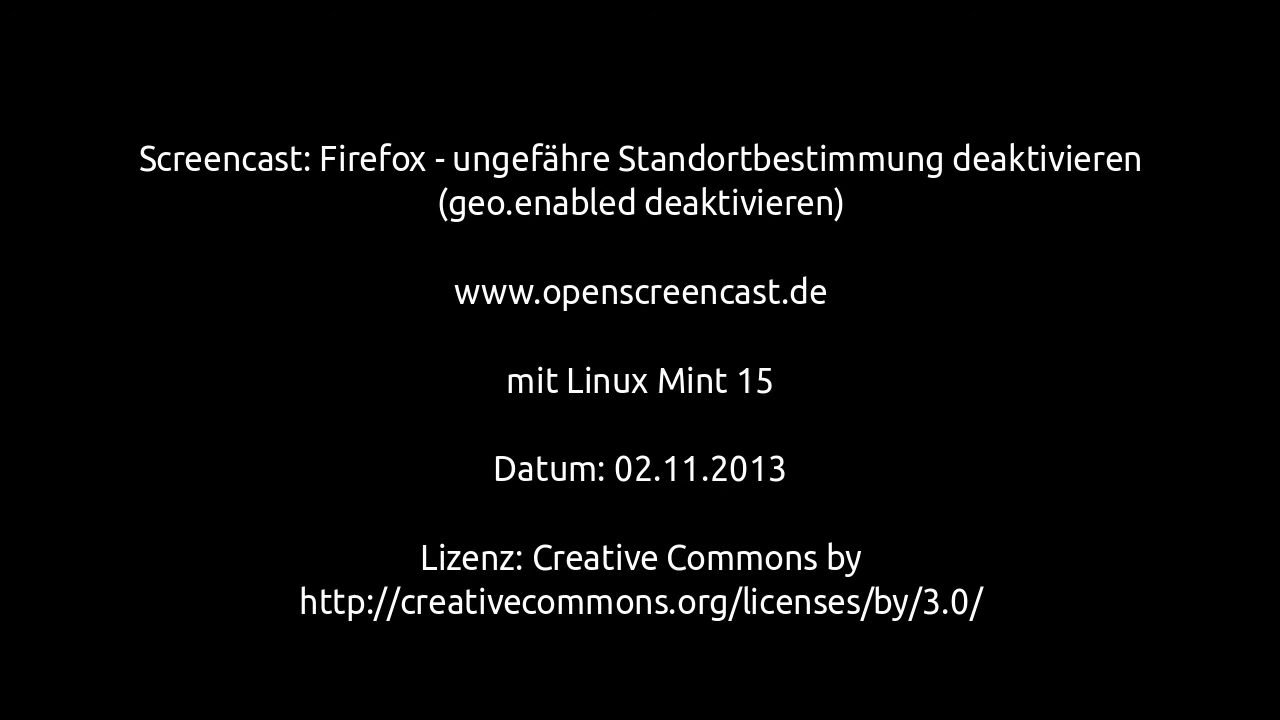 Screencast: Firefox - ungefähre Standortbestimmung deaktivieren
(geo.enabled deaktivieren)
www.openscreencast.de
mit Linux Mint 15
Datum: 02.11.2013
Lizenz: Creative Commons by
http://creativecommons.org/licenses/by/3.0/